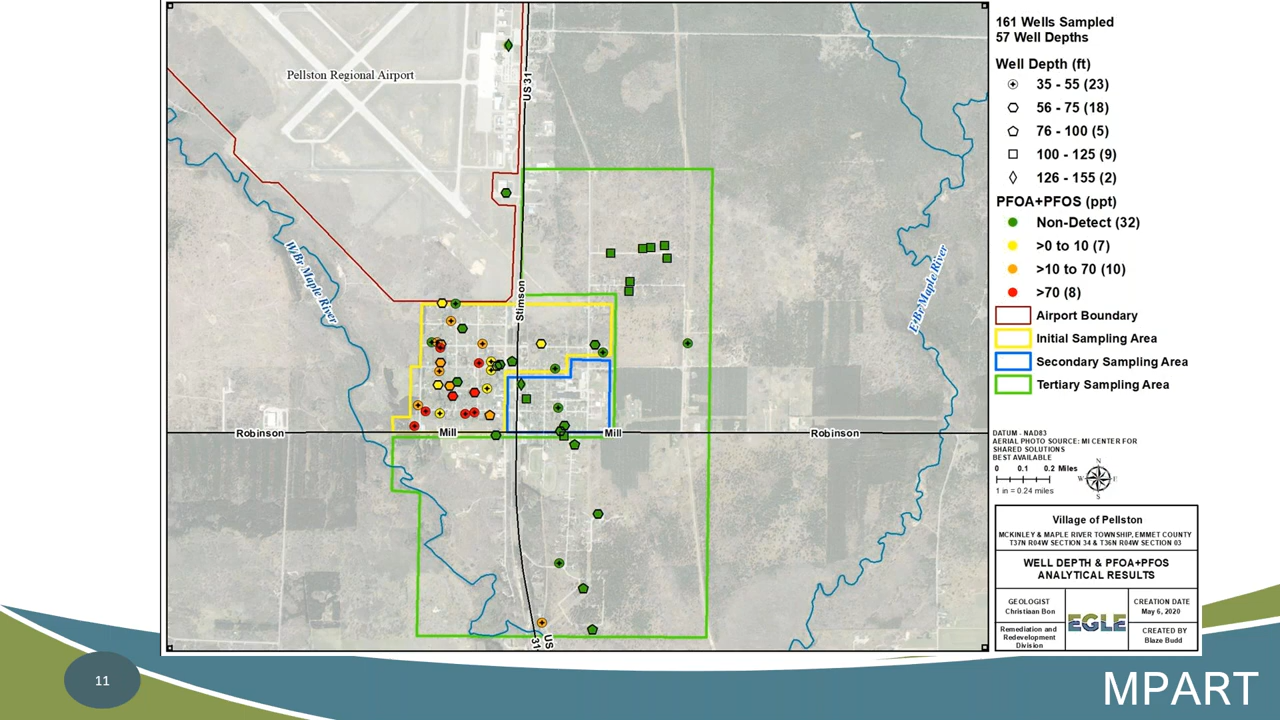 Pellston Regional Airport
US 31
W Br Maple River
E Br Maple River
Stimson
Robinson
Mill
Mill
Robinson
US
31
161 Wells Sampled
57 Well Depths
Well Depth (ft)
35 - 55 (23)
56 - 75 (18)
76 - 100 (5)
100 - 125 (9)
126 - 155 (2)
PFOA+PFOS (ppt)
Non-Detect (32)
>0 to 10 (7)
>10 to 70 (10)
>70 (8)
Airport Boundary
Initial Sampling Area
Secondary Sampling Area
Tertiary Sampling Area
DATUM - NAD83
AERIAL PHOTO SOURCE: MI CENTER FOR
SHARED SOLUTIONS
BEST AVAILABLE
0 0.1 0.2 Miles
1 in = 0.24 miles
N
W E
S
Village of Pellston
MCKINLEY & MAPLE RIVER TOWNSHIP, EMMET COUNTY
T37N R04W SECTION 34 & T36N R04W SECTION 03
WELL DEPTH & PFOA+PFOS
ANALYTICAL RESULTS
GEOLOGIST
Christiaan Bon
Remediation and
Redevelopment
Division
EGLE
CREATION DATE
May 6, 2020
CREATED BY
Blaze Budd
11
MPART